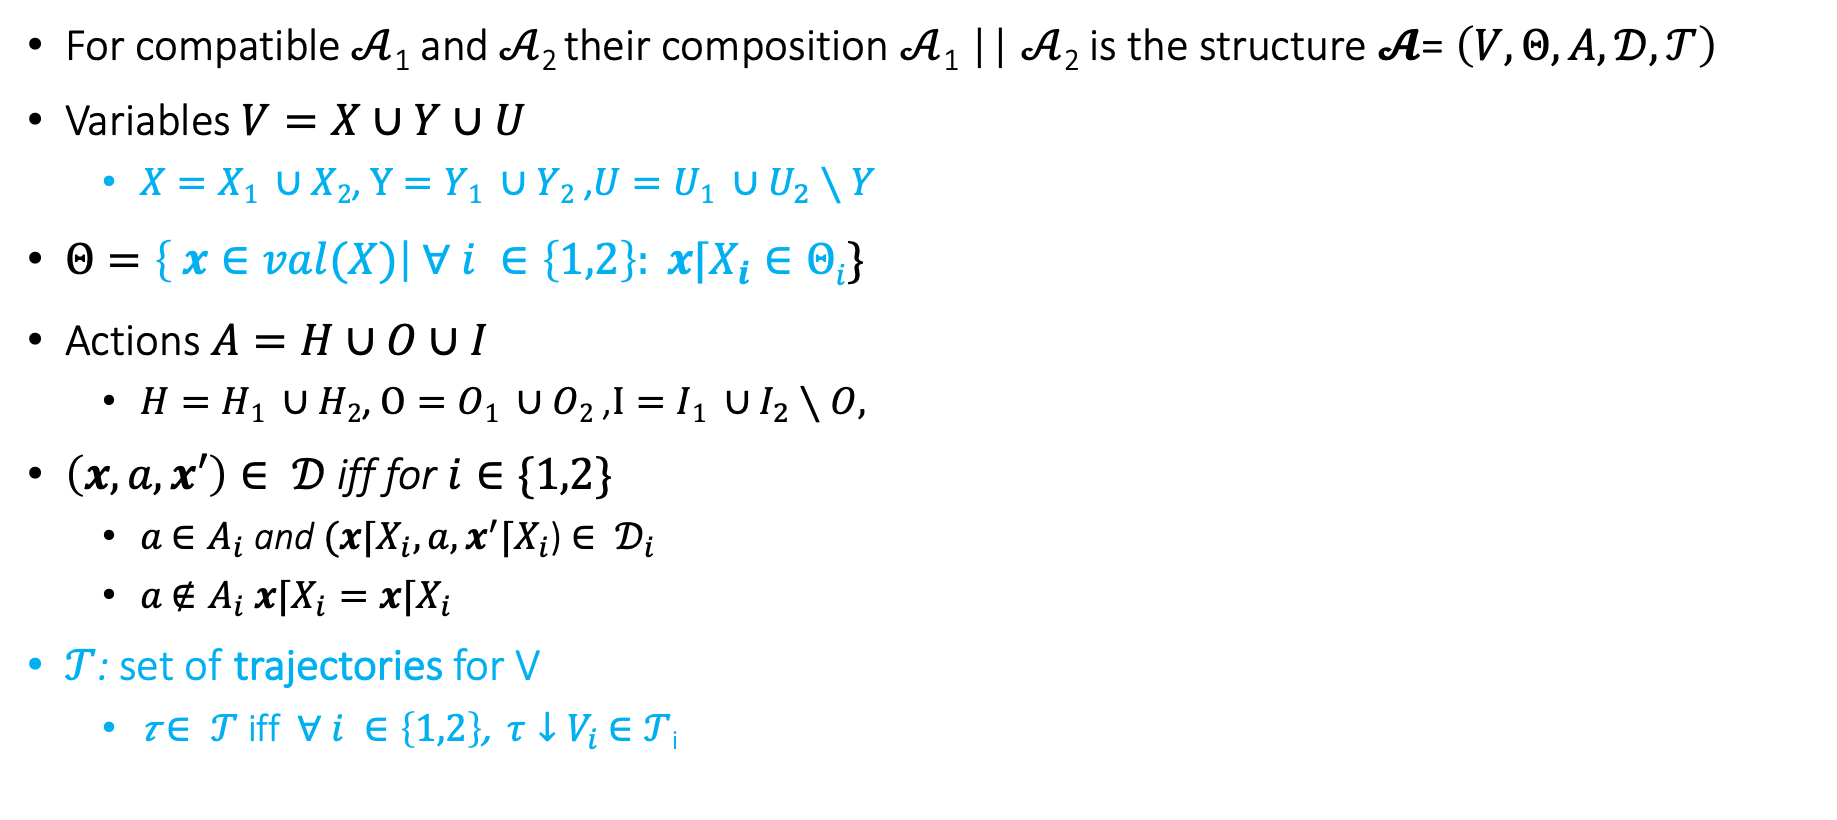 • For compatible 𝓐₁ and 𝓐₂ their composition 𝓐₁ || 𝓐₂ is the structure 𝓐= (V, Θ, A, 𝒟, 𝒯)
• Variables V = X ∪ Y ∪ U
• X = X₁ ∪ X₂, Y = Y₁ ∪ Y₂ ,U = U₁ ∪ U₂ \ Y
• Θ = { x ∈ val(X)| ∀ i ∈ {1,2}: x⌈Xᵢ ∈ Θᵢ}
• Actions A = H ∪ O ∪ I
• H = H₁ ∪ H₂, O = O₁ ∪ O₂ ,I = I₁ ∪ I₂ \ O,
• (x, a, x′) ∈ 𝒟 iff for i ∈ {1,2}
• a ∈ Aᵢ and (x⌈Xᵢ, a, x′⌈Xᵢ) ∈ 𝒟ᵢ
• a ∉ Aᵢ x⌈Xᵢ = x⌈Xᵢ
• 𝒯: set of trajectories for V
• τ∈ 𝒯 iff ∀ i ∈ {1,2}, τ ↓ Vᵢ ∈ 𝒯ᵢ